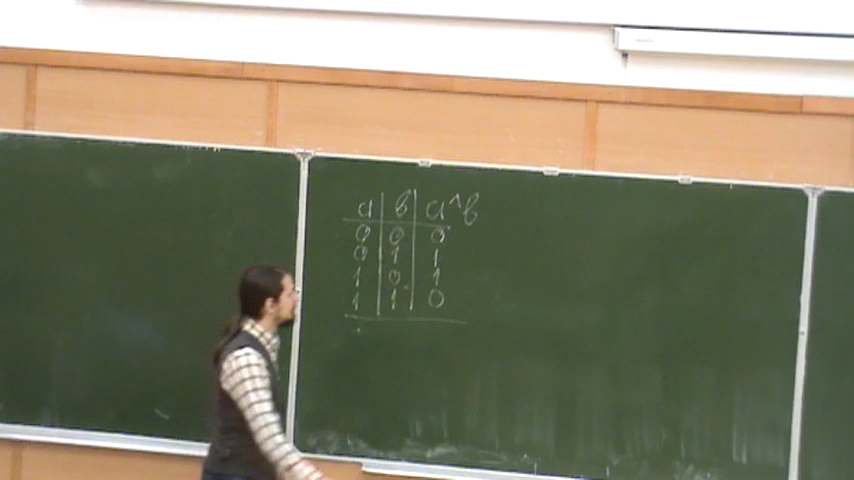 a | b | a^b
0 | 0 | 0
0 | 1 | 1
1 | 0 | 1
1 | 1 | 0